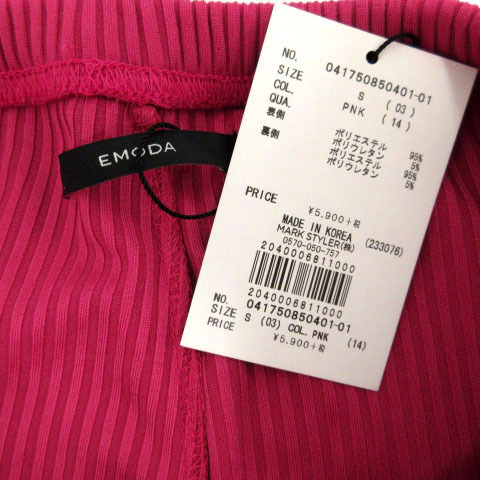 EMODA
NO. 041750850401-01
SIZE S (03)
COL. PNK (14)
QUA.
表側 ポリエステル 95%
ポリウレタン 5%
裏側 ポリエステル 95%
ポリウレタン 5%
PRICE ¥5,900+税
MADE IN KOREA
MARK STYLER(株) (233076)
0570-050-757
2040006811000
2040006811000
NO. 041750850401-01
SIZE S (03) COL. PNK (14)
PRICE ¥5,900+税